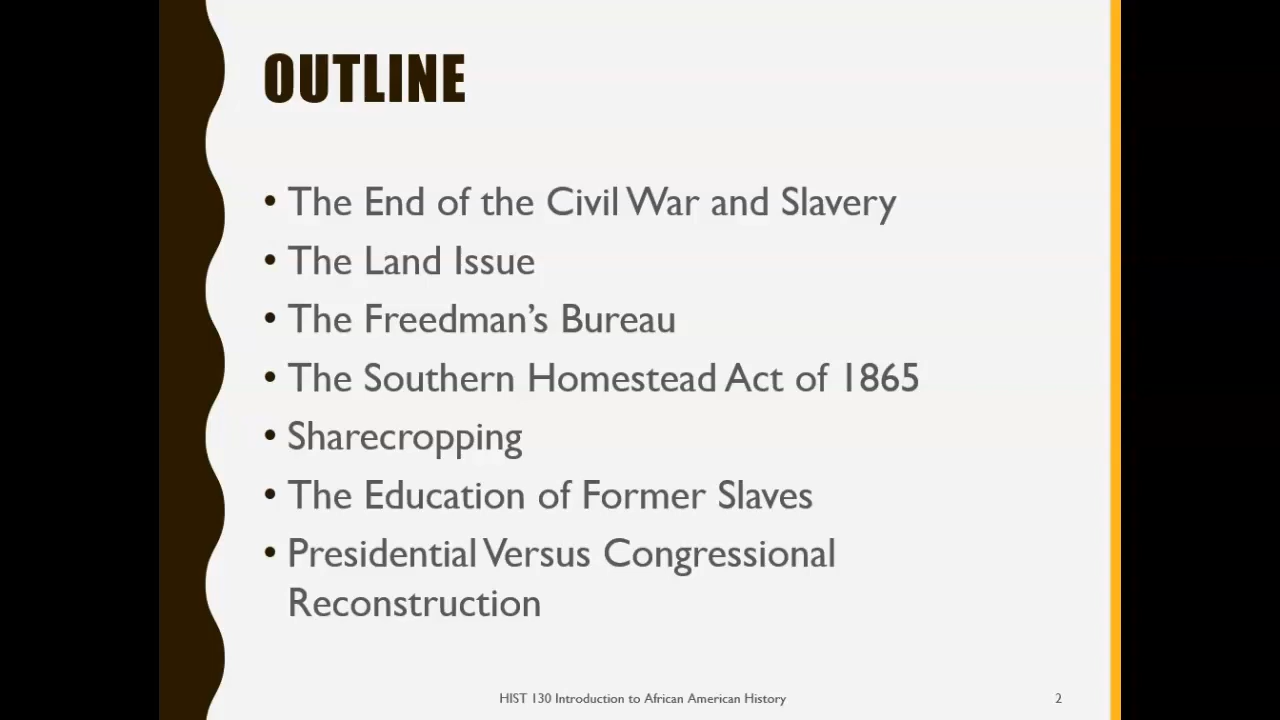 OUTLINE
• The End of the Civil War and Slavery
• The Land Issue
• The Freedman’s Bureau
• The Southern Homestead Act of 1865
• Sharecropping
• The Education of Former Slaves
• Presidential Versus Congressional
Reconstruction
HIST 130 Introduction to African American History
2